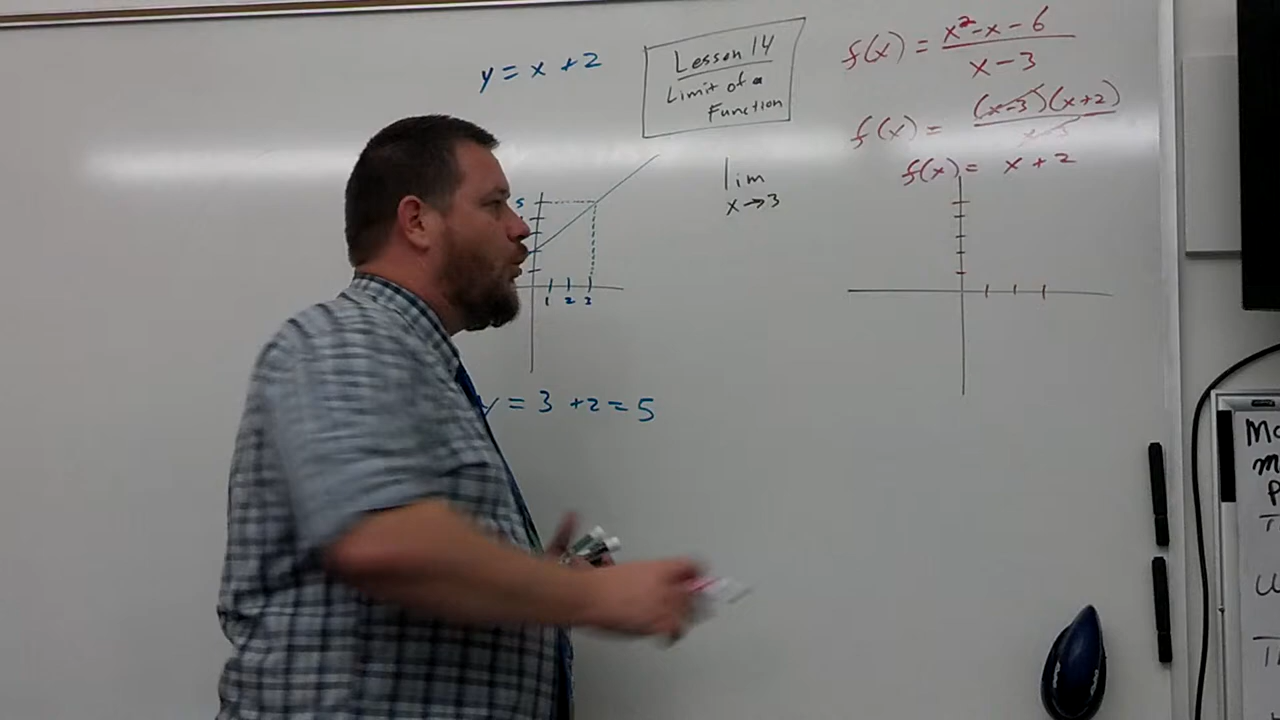 y = x + 2
Lesson 14
Limit of a
Function
f(x) = x²-x-6
x-3
f(x) = (x-3)(x+2)
x-3
f(x) = x+2
lim
x→3
5
1 2 3
y = 3 + 2 = 5